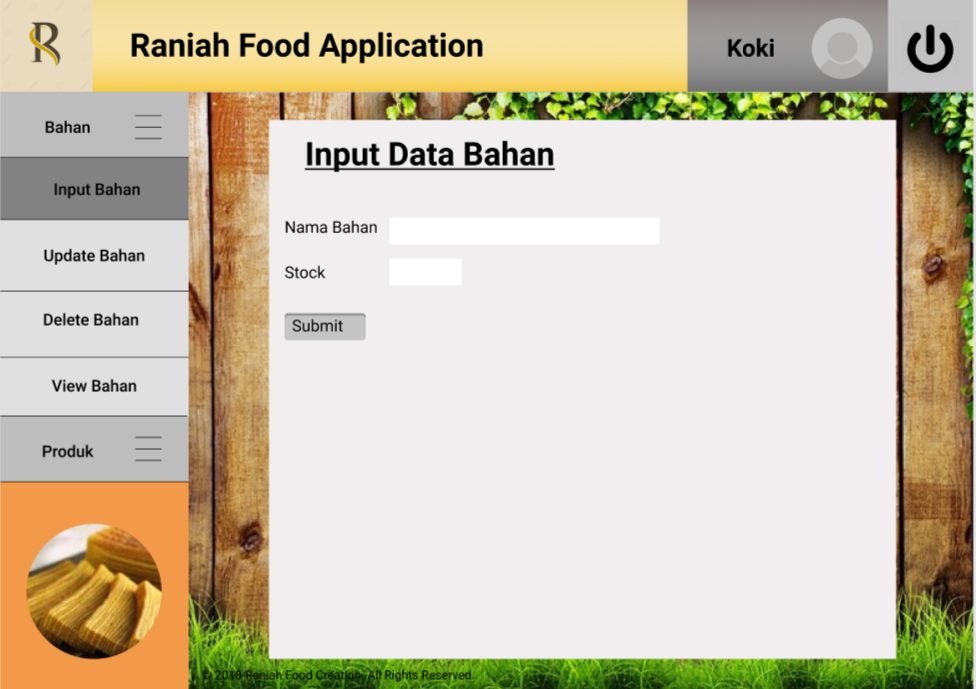 R
Raniah Food Application
Koki
Bahan
Input Bahan
Update Bahan
Delete Bahan
View Bahan
Produk
Input Data Bahan
Nama Bahan
Stock
Submit
© 2018 Raniah Food Creation. All Rights Reserved.